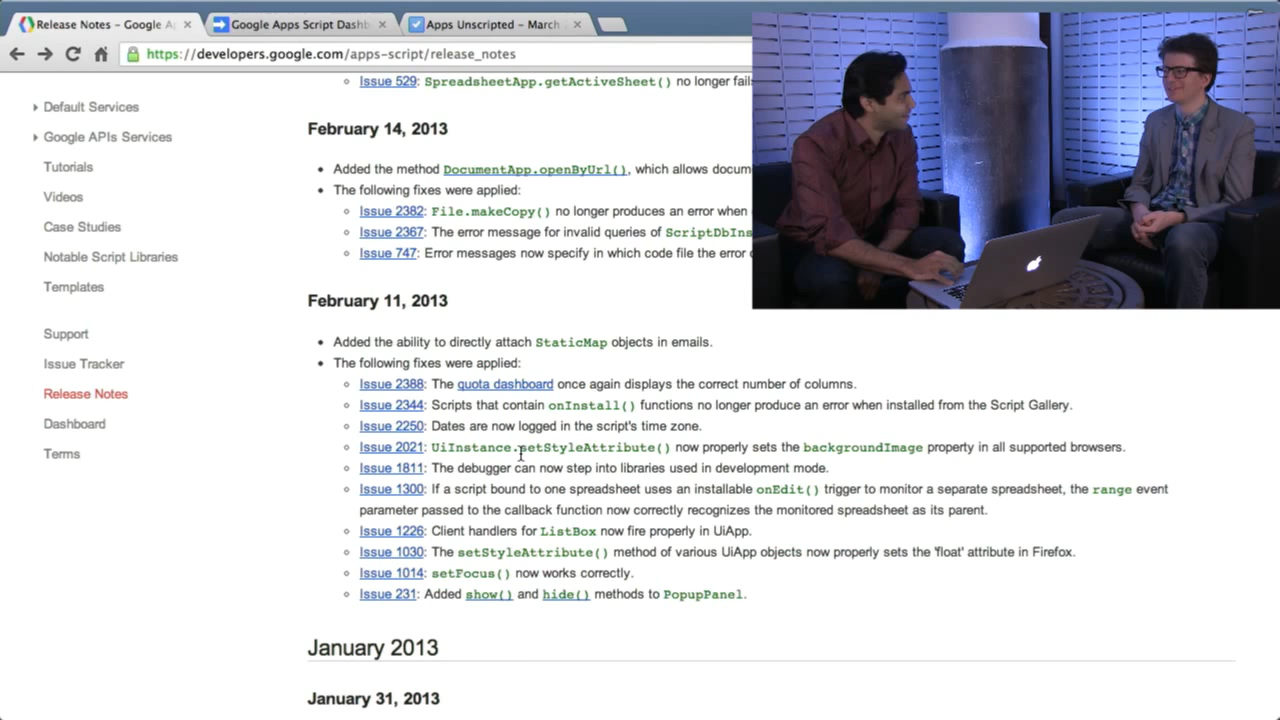 Release Notes – Google A
Google Apps Script Dashb
Apps Unscripted – March
https://developers.google.com/apps-script/release_notes
Default Services
Google APIs Services
Tutorials
Videos
Case Studies
Notable Script Libraries
Templates
Support
Issue Tracker
Release Notes
Dashboard
Terms
Issue 529: SpreadsheetApp.getActiveSheet() no longer fails
February 14, 2013
Added the method DocumentApp.openByUrl(), which allows docum
The following fixes were applied:
Issue 2382: File.makeCopy() no longer produces an error when
Issue 2367: The error message for invalid queries of ScriptDbIns
Issue 747: Error messages now specify in which code file the error
February 11, 2013
Added the ability to directly attach StaticMap objects in emails.
The following fixes were applied:
Issue 2388: The quota dashboard once again displays the correct number of columns.
Issue 2344: Scripts that contain onInstall() functions no longer produce an error when installed from the Script Gallery.
Issue 2250: Dates are now logged in the script's time zone.
Issue 2021: UiInstance.setStyleAttribute() now properly sets the backgroundImage property in all supported browsers.
Issue 1811: The debugger can now step into libraries used in development mode.
Issue 1300: If a script bound to one spreadsheet uses an installable onEdit() trigger to monitor a separate spreadsheet, the range event
parameter passed to the callback function now correctly recognizes the monitored spreadsheet as its parent.
Issue 1226: Client handlers for ListBox now fire properly in UiApp.
Issue 1030: The setStyleAttribute() method of various UiApp objects now properly sets the 'float' attribute in Firefox.
Issue 1014: setFocus() now works correctly.
Issue 231: Added show() and hide() methods to PopupPanel.
January 2013
January 31, 2013